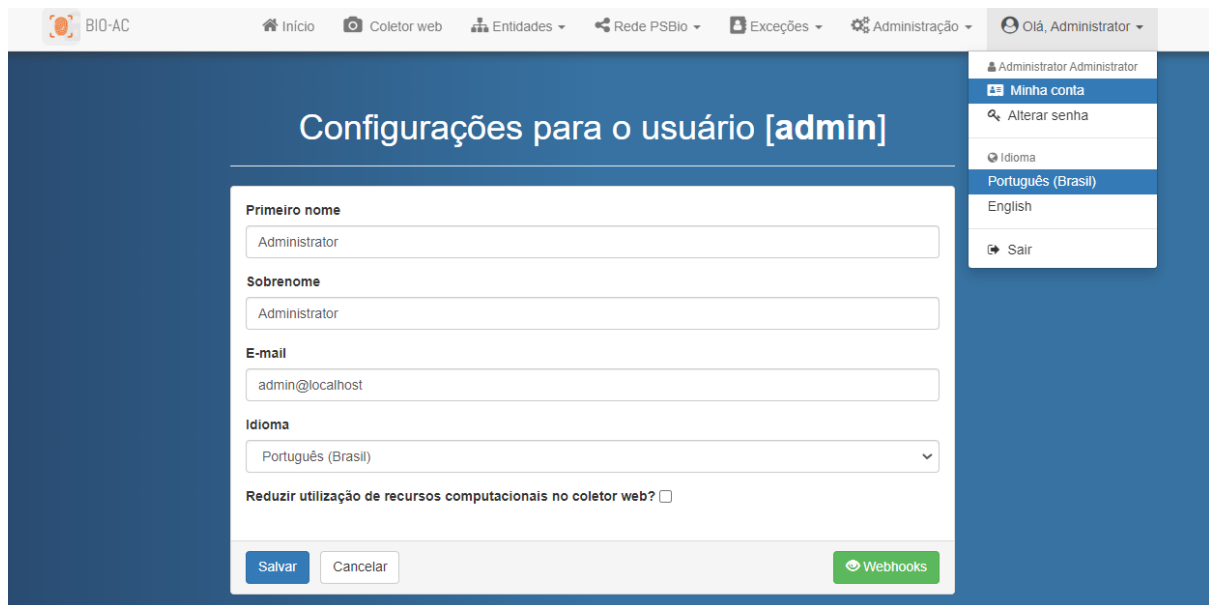 BIO-AC
Início
Coletor web
Entidades
Rede PSBio
Exceções
Administração
Olá, Administrator
Administrator Administrator
Minha conta
Alterar senha
Idioma
Português (Brasil)
English
Sair
Configurações para o usuário [admin]
Primeiro nome
Administrator
Sobrenome
Administrator
E-mail
admin@localhost
Idioma
Português (Brasil)
Reduzir utilização de recursos computacionais no coletor web?
Salvar
Cancelar
Webhooks